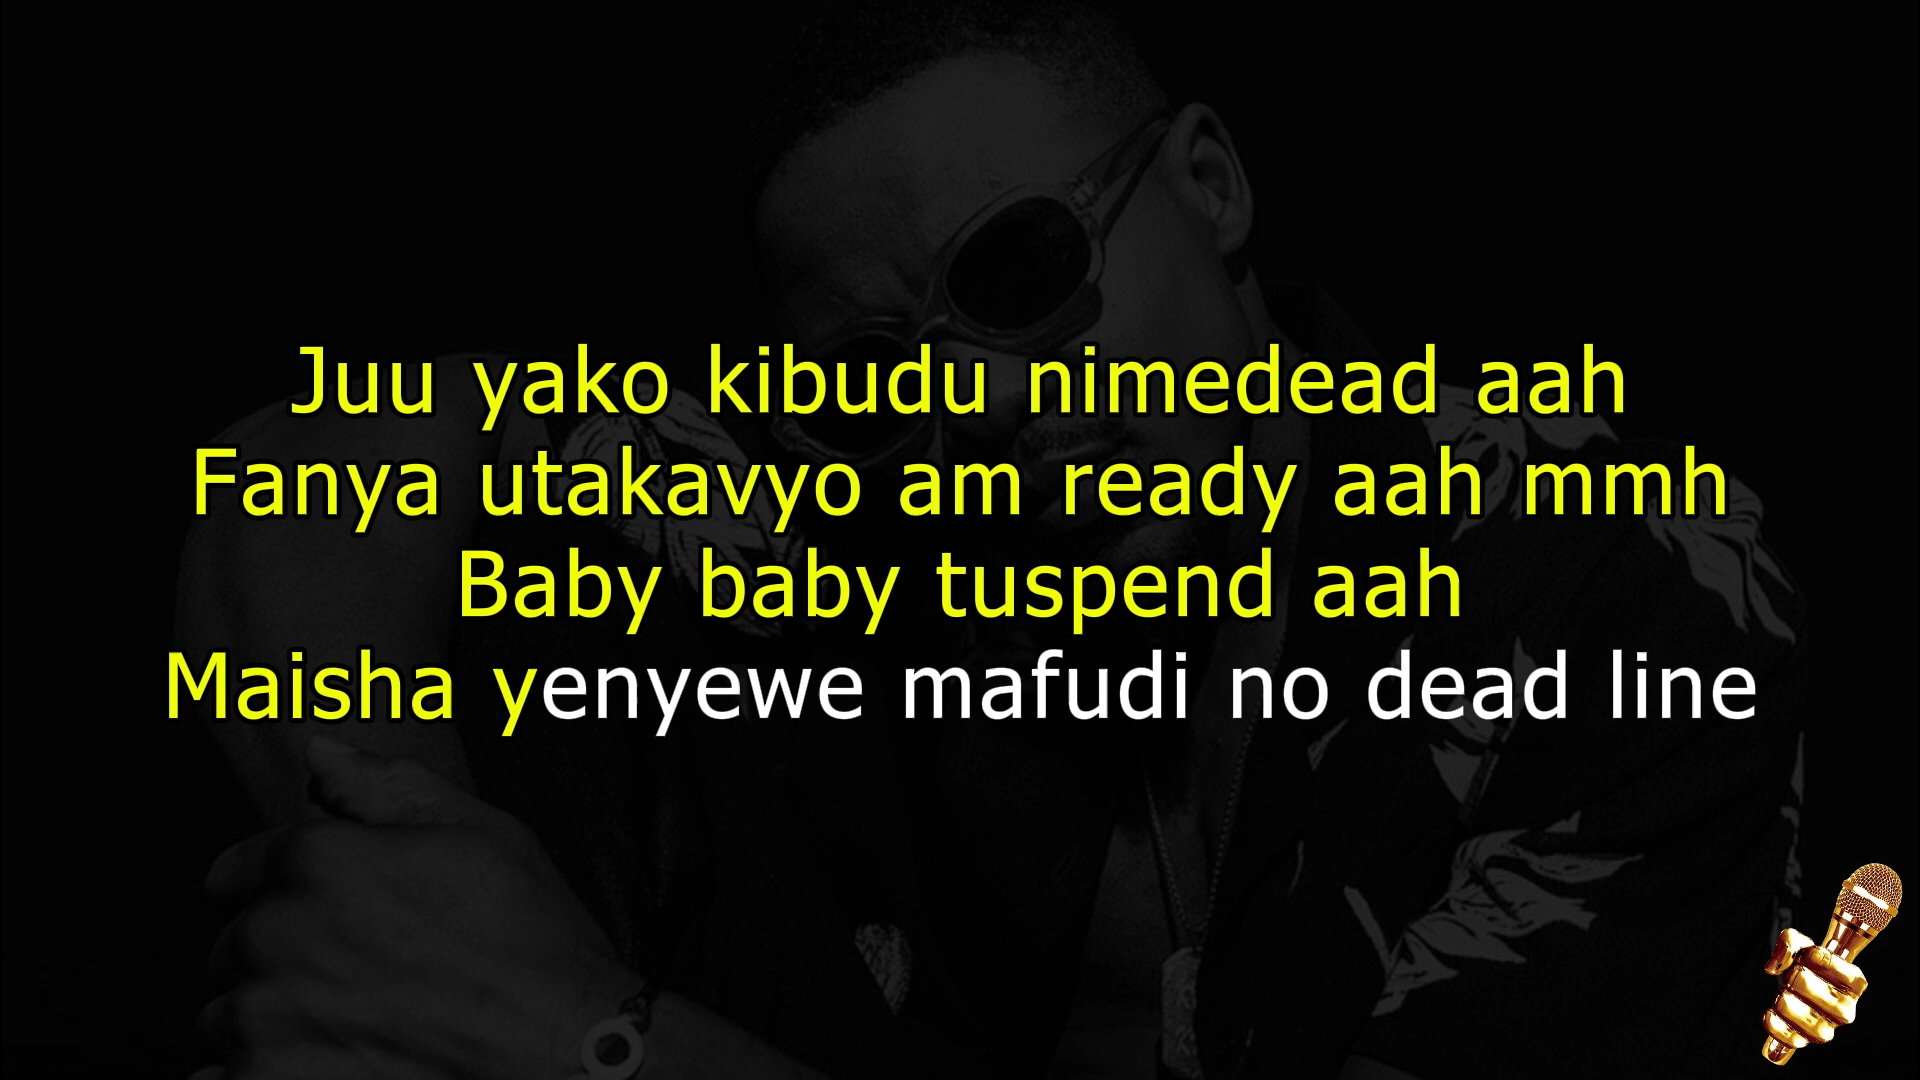 Juu yako kibudu nimedead aah
Fanya utakavyo am ready aah mmh
Baby baby tuspend aah
Maisha yenyewe mafudi no dead line